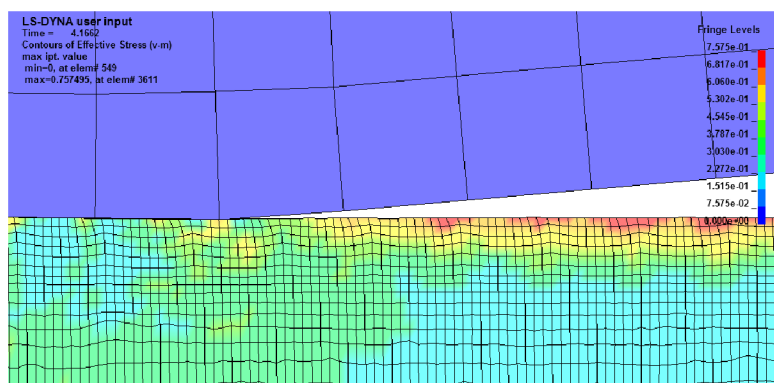 LS-DYNA user input
Time = 4.1662
Contours of Effective Stress (v-m)
max ipt. value
min=0, at elem# 549
max=0.757495, at elem# 3611
Fringe Levels
7.575e-01
6.817e-01
6.060e-01
5.302e-01
4.545e-01
3.787e-01
3.030e-01
2.272e-01
1.515e-01
7.575e-02
0.000e+00